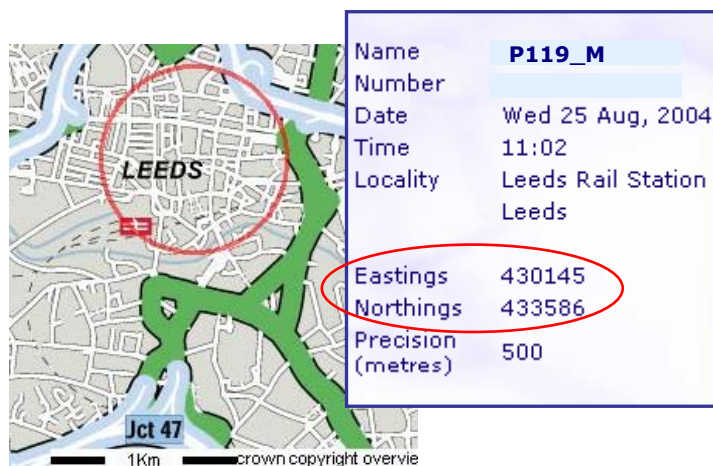 LEEDS
Jct 47
1Km
crown copyright overvie
Name P119_M
Number
Date Wed 25 Aug, 2004
Time 11:02
Locality Leeds Rail Station
Leeds
Eastings 430145
Northings 433586
Precision
(metres) 500